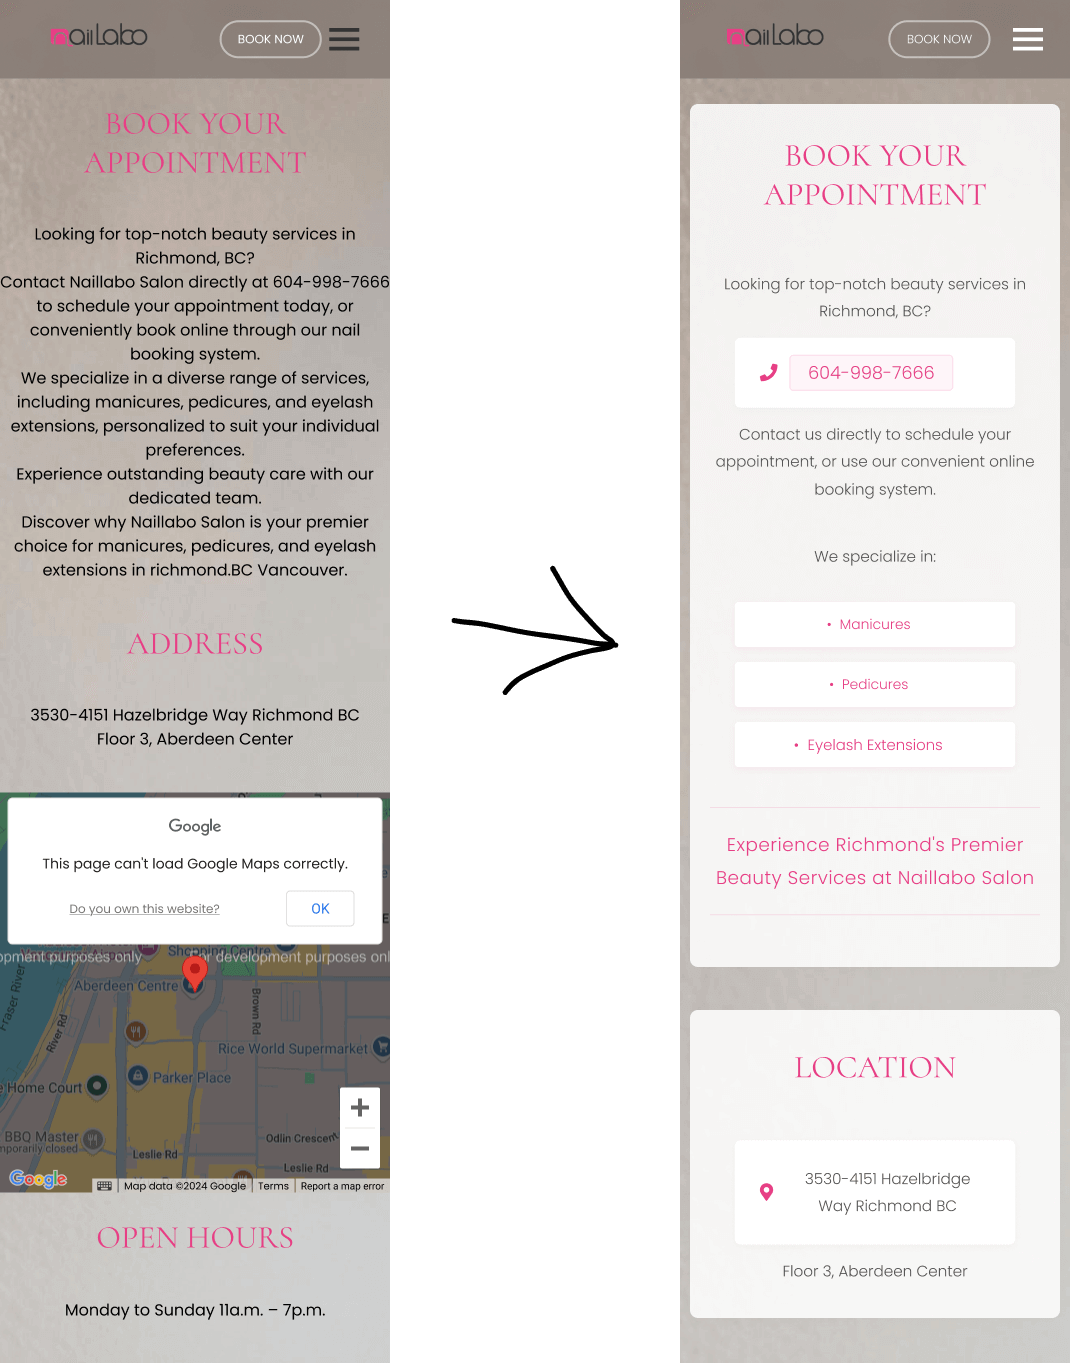 nailLabo
BOOK NOW
BOOK YOUR
APPOINTMENT
Looking for top-notch beauty services in
Richmond, BC?
Contact Naillabo Salon directly at 604-998-7666
to schedule your appointment today, or
conveniently book online through our nail
booking system.
We specialize in a diverse range of services,
including manicures, pedicures, and eyelash
extensions, personalized to suit your individual
preferences.
Experience outstanding beauty care with our
dedicated team.
Discover why Naillabo Salon is your premier
choice for manicures, pedicures, and eyelash
extensions in richmond.BC Vancouver.
ADDRESS
3530-4151 Hazelbridge Way Richmond BC
Floor 3, Aberdeen Center
Google
This page can't load Google Maps correctly.
Do you own this website?
OK
Shopping Centre
purposes only
for development purposes onl
Aberdeen Centre
Fraser River
River Rd
Brown Rd
Rice World Supermarket
Parker Place
e Home Court
BBQ Master
mporarily closed
Odlin Crescent
Leslie Rd
Leslie Rd
Google
Map data ©2024 Google
Terms
Report a map error
OPEN HOURS
Monday to Sunday 11a.m. – 7p.m.
nailLabo
BOOK NOW
BOOK YOUR
APPOINTMENT
Looking for top-notch beauty services in
Richmond, BC?
604-998-7666
Contact us directly to schedule your
appointment, or use our convenient online
booking system.
We specialize in:
• Manicures
• Pedicures
• Eyelash Extensions
Experience Richmond's Premier
Beauty Services at Naillabo Salon
LOCATION
3530-4151 Hazelbridge
Way Richmond BC
Floor 3, Aberdeen Center